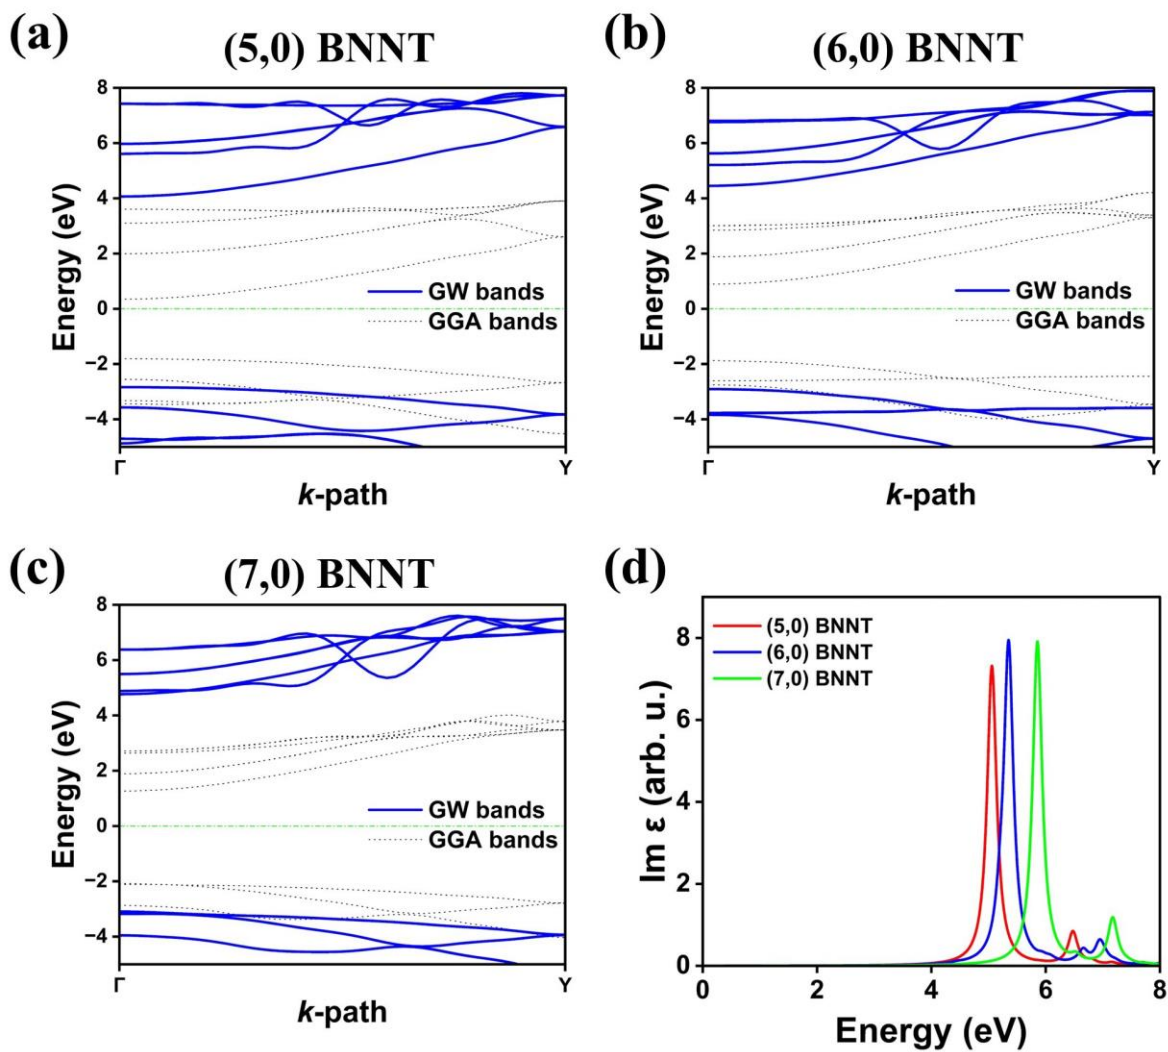 (a)
(5,0) BNNT
8
6
4
2
0
−2
−4
Energy (eV)
GW bands
GGA bands
Γ
Y
k-path
(b)
(6,0) BNNT
8
6
4
2
0
−2
−4
Energy (eV)
GW bands
GGA bands
Γ
Y
k-path
(c)
(7,0) BNNT
8
6
4
2
0
−2
−4
Energy (eV)
GW bands
GGA bands
Γ
Y
k-path
(d)
(5,0) BNNT
(6,0) BNNT
(7,0) BNNT
8
6
4
2
0
Im ε (arb. u.)
0
2
4
6
8
Energy (eV)